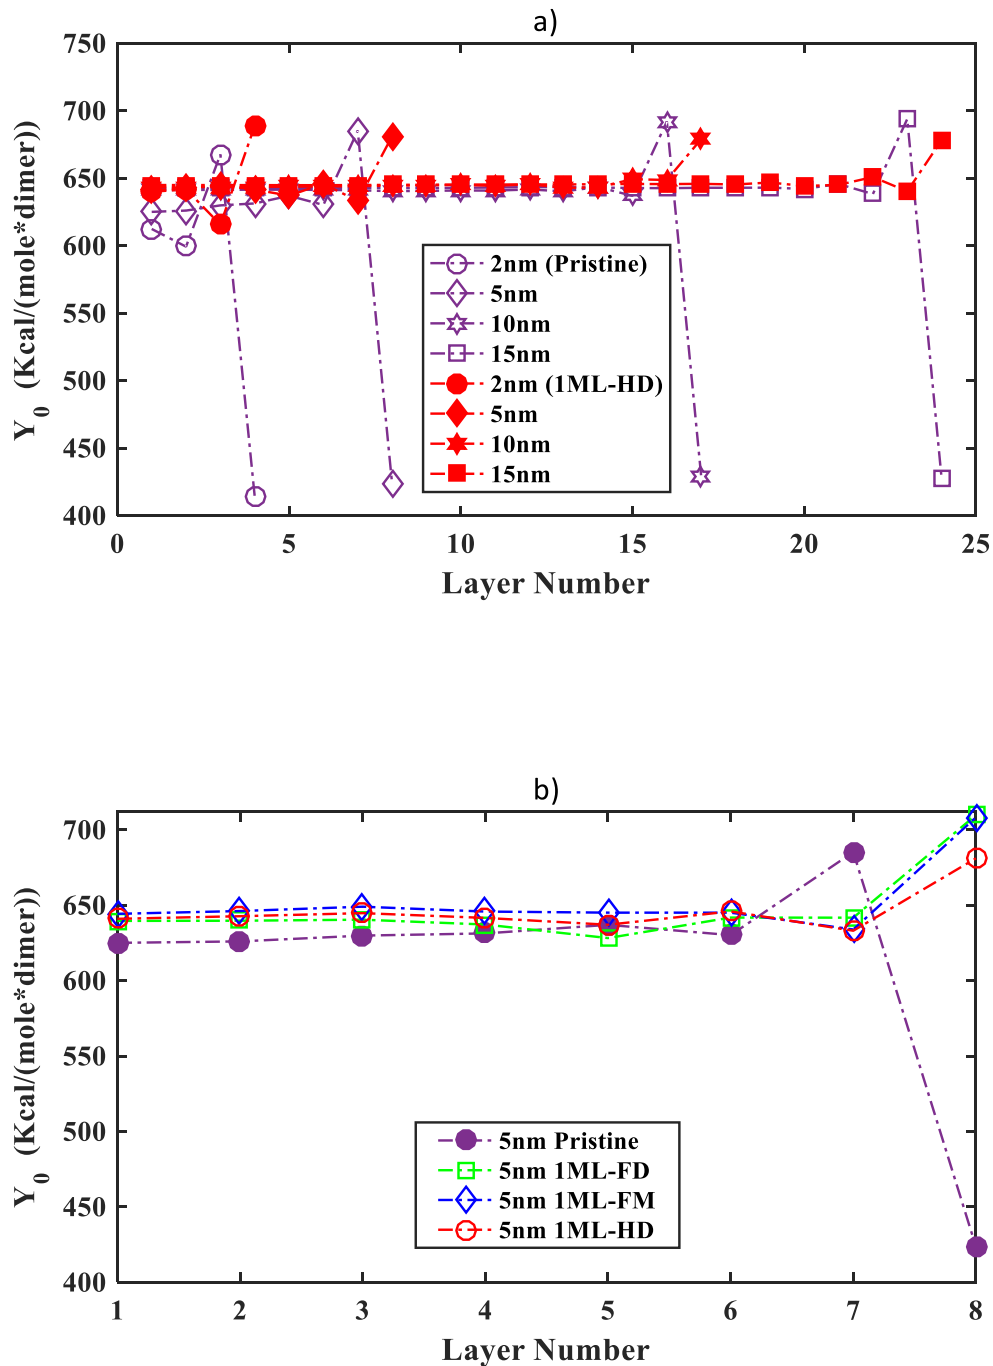 a)
750
700
650
600
550
500
450
400
Y0 (Kcal/(mole*dimer))
2nm (Pristine)
5nm
10nm
15nm
2nm (1ML-HD)
5nm
10nm
15nm
0 5 10 15 20 25
Layer Number
b)
700
650
600
550
500
450
400
Y0 (Kcal/(mole*dimer))
5nm Pristine
5nm 1ML-FD
5nm 1ML-FM
5nm 1ML-HD
1 2 3 4 5 6 7 8
Layer Number